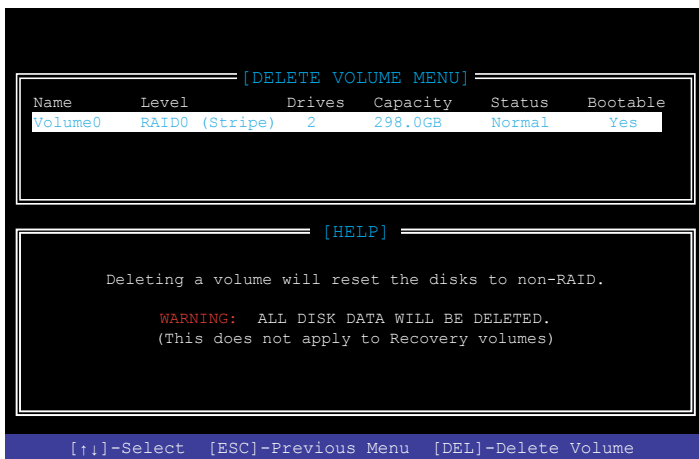 [DELETE VOLUME MENU]
Name Level Drives Capacity Status Bootable
Volume0 RAID0 (Stripe) 2 298.0GB Normal Yes
[HELP]
Deleting a volume will reset the disks to non-RAID.
WARNING: ALL DISK DATA WILL BE DELETED.
(This does not apply to Recovery volumes)
[↑↓]-Select [ESC]-Previous Menu [DEL]-Delete Volume